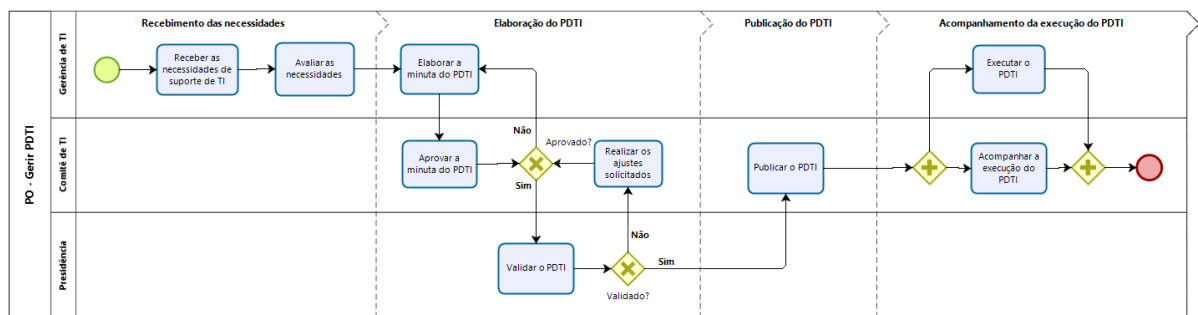 PO - Gerir PDTI
Recebimento das necessidades
Elaboração do PDTI
Publicação do PDTI
Acompanhamento da execução do PDTI
Gerência de TI
Receber as
necessidades de
suporte de TI
Avaliar as
necessidades
Elaborar a
minuta do PDTI
Executar o
PDTI
Comitê de TI
Aprovar a
minuta do PDTI
Não
Aprovado?
Sim
Realizar os
ajustes
solicitados
Publicar o PDTI
Acompanhar a
execução do
PDTI
Presidência
Validar o PDTI
Não
Sim
Validado?